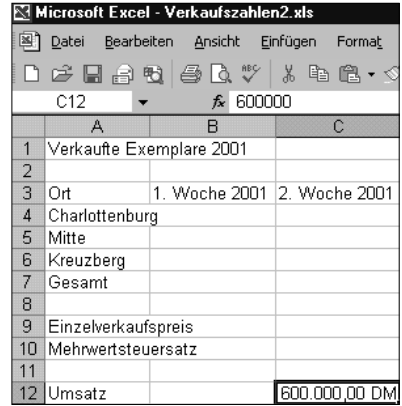 Microsoft Excel - Verkaufszahlen2.xls
Datei Bearbeiten Ansicht Einfügen Format
ABC
C12 fx 600000
A B C
1 Verkaufte Exemplare 2001
2
3 Ort 1. Woche 2001 2. Woche 2001
4 Charlottenburg
5 Mitte
6 Kreuzberg
7 Gesamt
8
9 Einzelverkaufspreis
10 Mehrwertsteuersatz
11
12 Umsatz 600.000,00 DM